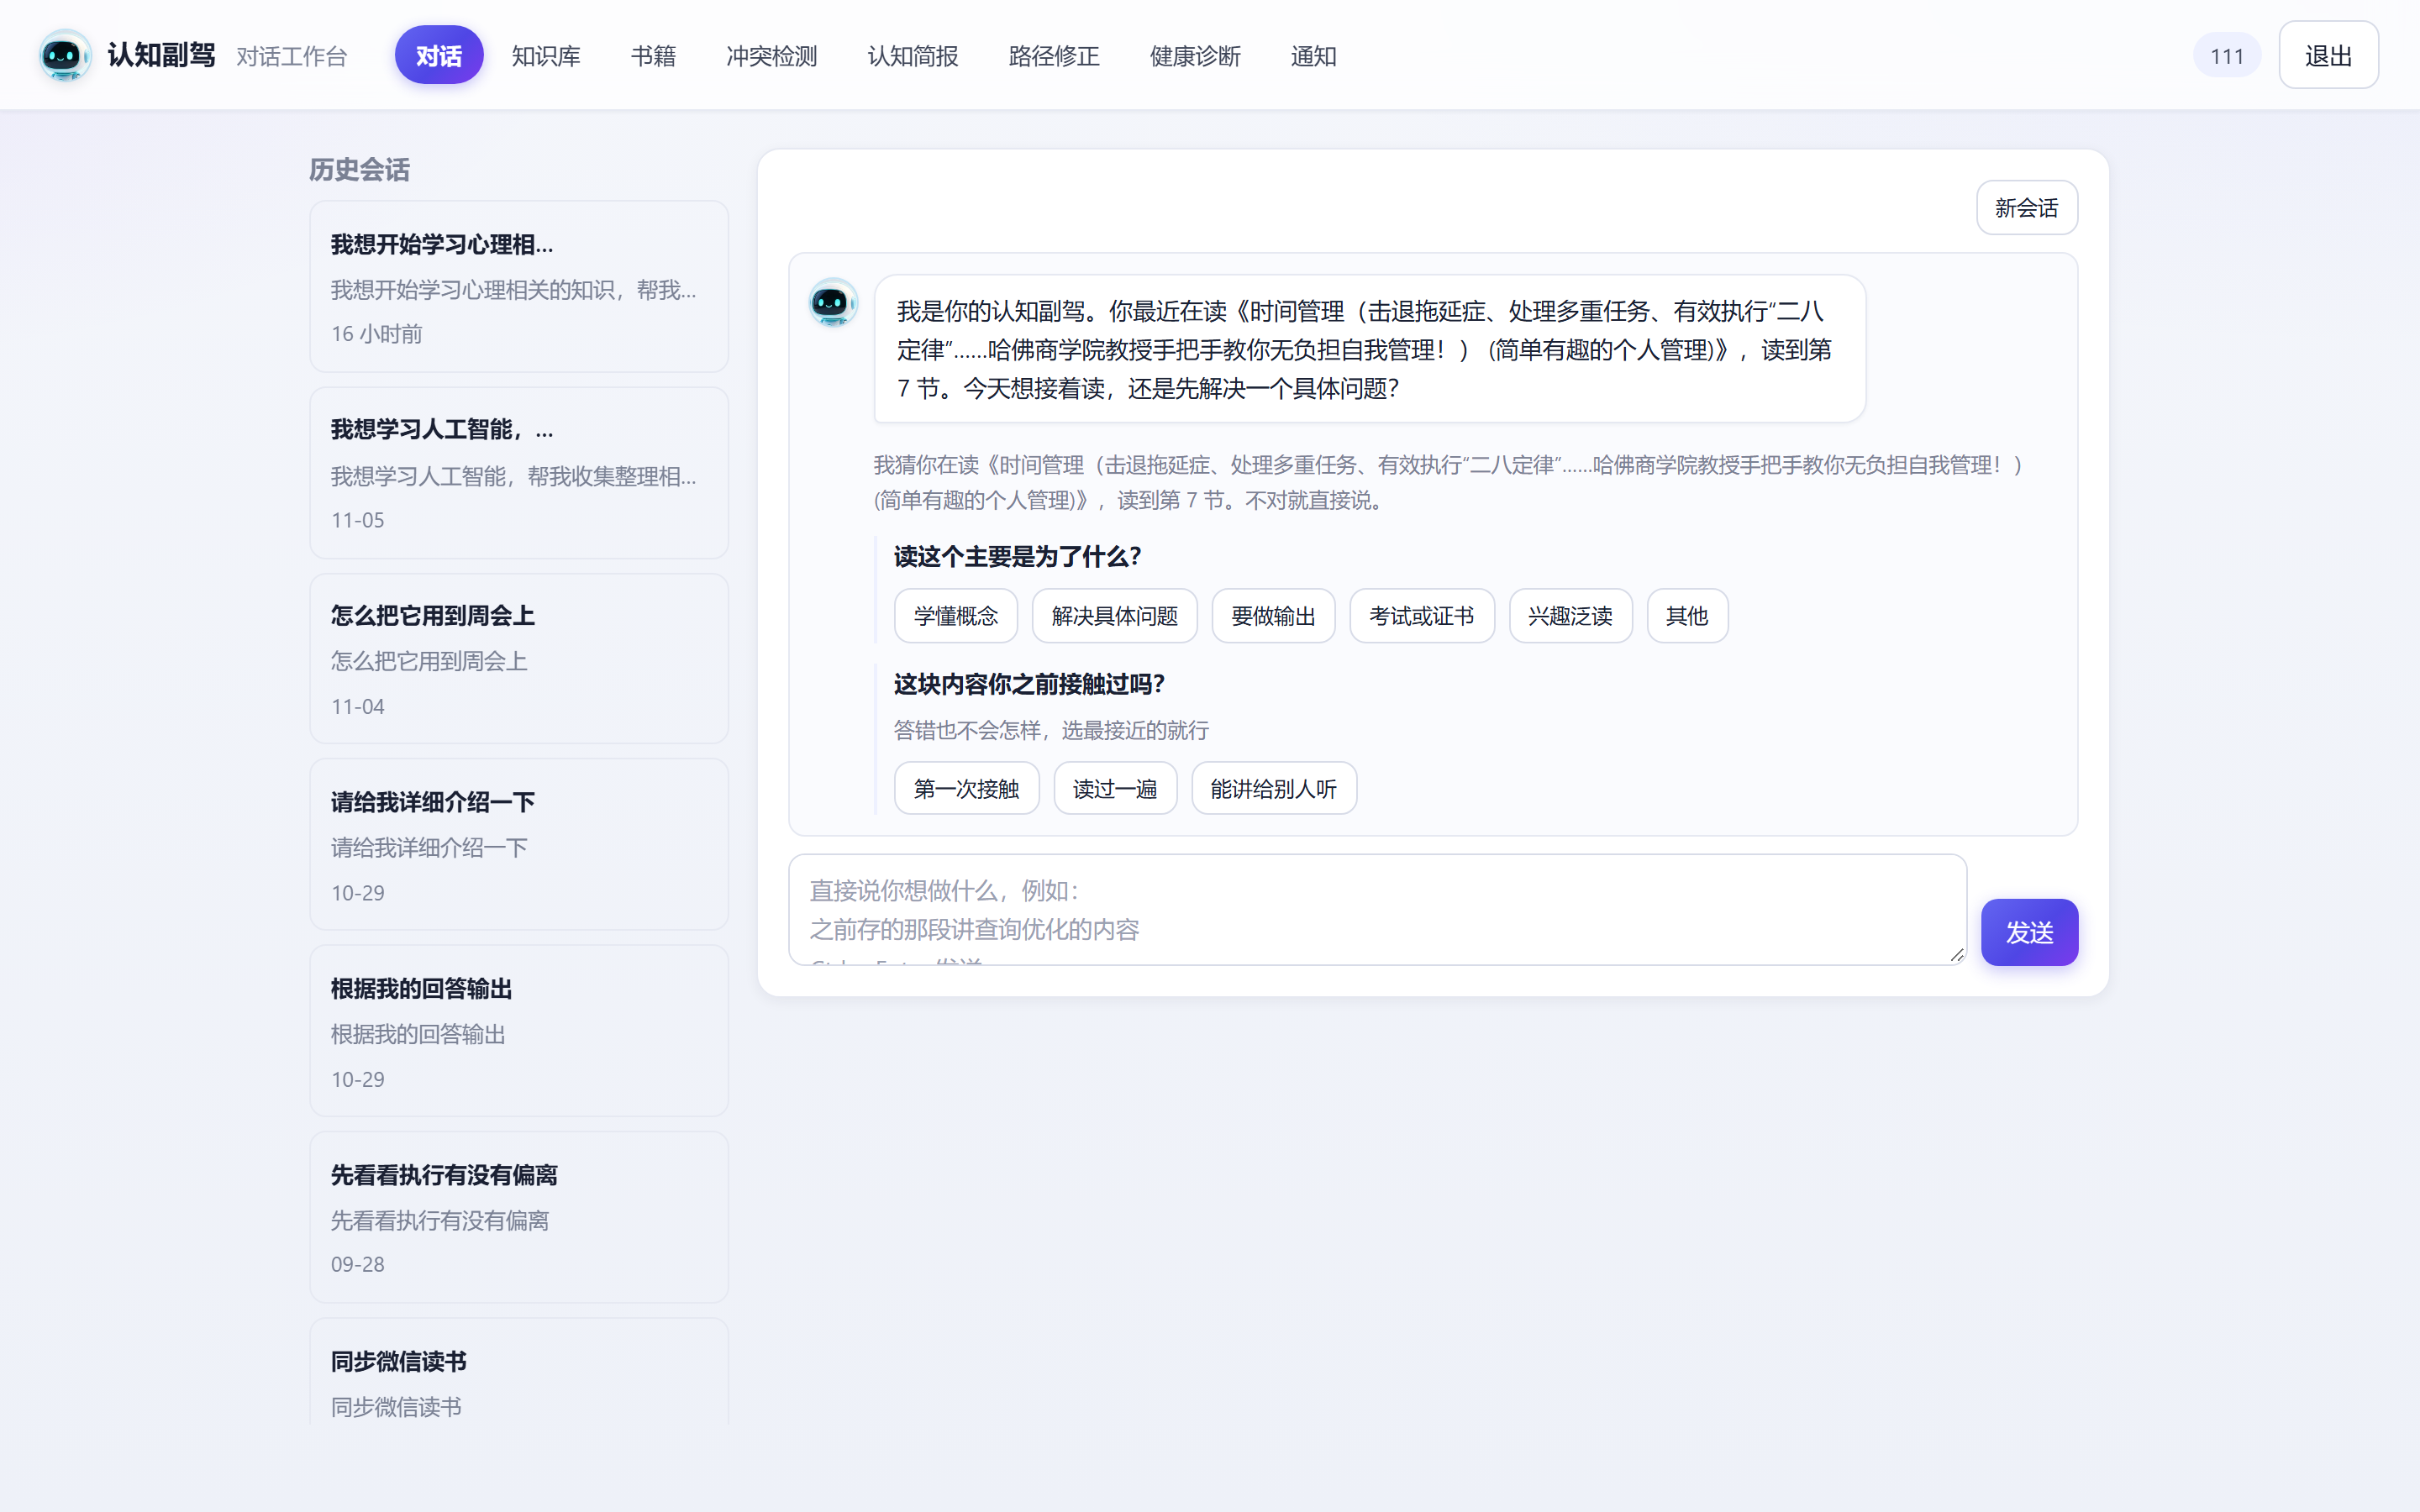 认知副驾
对话工作台
对话
知识库
书籍
冲突检测
认知简报
路径修正
健康诊断
通知
111
退出
历史会话
我想开始学习心理相...
我想开始学习心理相关的知识，帮我...
16 小时前
我想学习人工智能，...
我想学习人工智能，帮我收集整理相...
11-05
怎么把它用到周会上
怎么把它用到周会上
11-04
请给我详细介绍一下
请给我详细介绍一下
10-29
根据我的回答输出
根据我的回答输出
10-29
先看看执行有没有偏离
先看看执行有没有偏离
09-28
同步微信读书
同步微信读书
新会话
我是你的认知副驾。你最近在读《时间管理（击退拖延症、处理多重任务、有效执行“二八
定律”……哈佛商学院教授手把手教你无负担自我管理！） (简单有趣的个人管理)》，读到第
7 节。今天想接着读，还是先解决一个具体问题？
我猜你在读《时间管理（击退拖延症、处理多重任务、有效执行“二八定律”……哈佛商学院教授手把手教你无负担自我管理！）
(简单有趣的个人管理)》，读到第 7 节。不对就直接说。
读这个主要是为了什么？
学懂概念
解决具体问题
要做输出
考试或证书
兴趣泛读
其他
这块内容你之前接触过吗？
答错也不会怎样，选最接近的就行
第一次接触
读过一遍
能讲给别人听
直接说你想做什么，例如：
之前存的那段讲查询优化的内容
发送